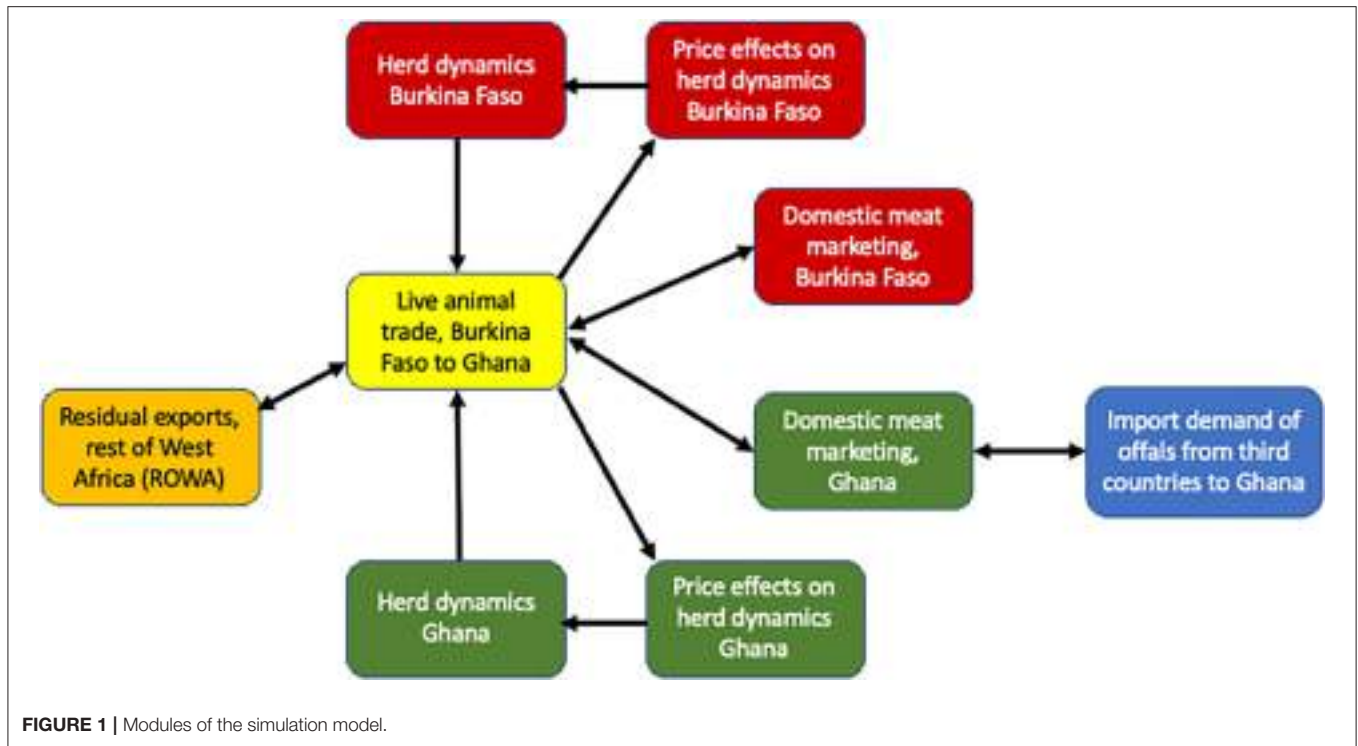 Herd dynamics
Burkina Faso
Price effects on
herd dynamics
Burkina Faso
Domestic meat
marketing,
Burkina Faso
Live animal
trade, Burkina
Faso to Ghana
Residual exports,
rest of West
Africa (ROWA)
Domestic meat
marketing,
Ghana
Import demand of
offals from third
countries to Ghana
Herd dynamics
Ghana
Price effects on
herd dynamics
Ghana
FIGURE 1 | Modules of the simulation model.